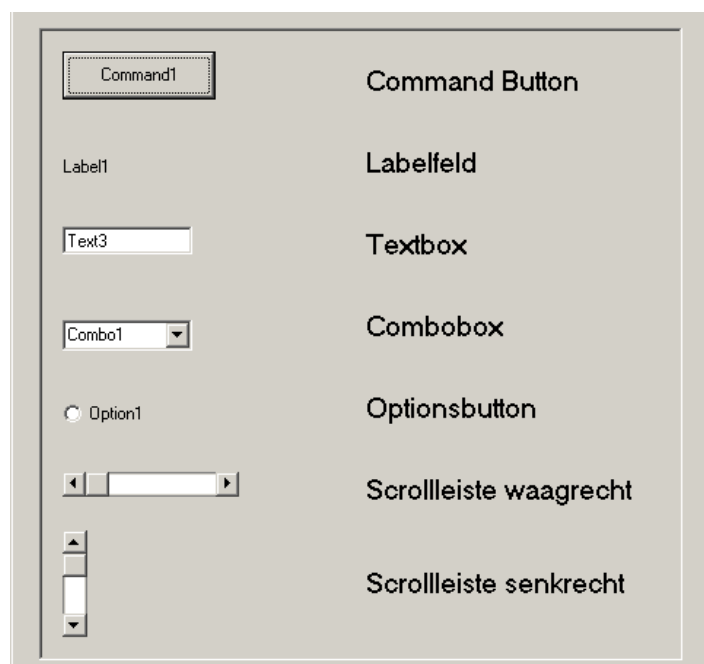 Command1
Command Button
Label1
Labelfeld
Text3
Textbox
Combo1
Combobox
Option1
Optionsbutton
Scrollleiste waagrecht
Scrollleiste senkrecht